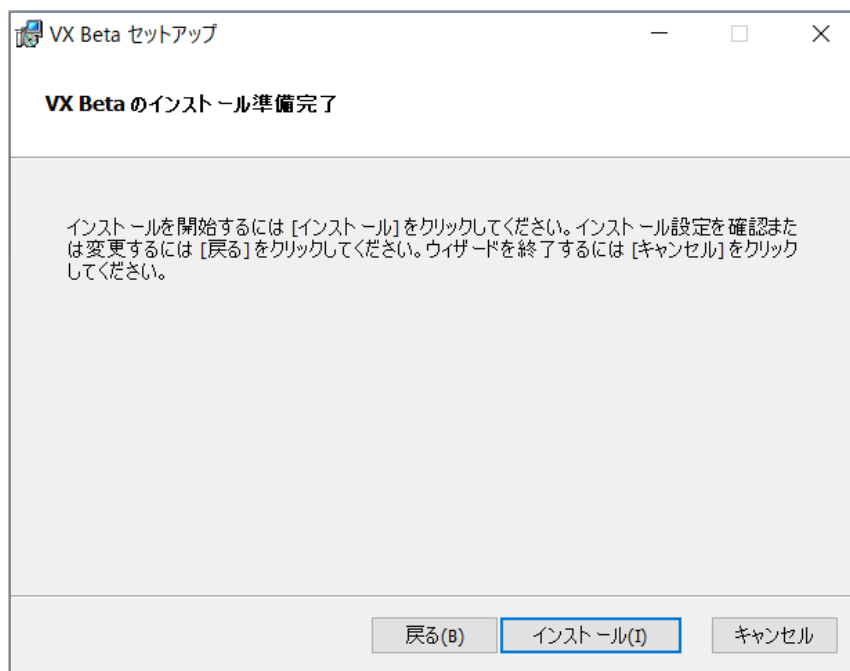 VX Beta セットアップ
VX Beta のインストール準備完了
インストールを開始するには [インストール] をクリックしてください。インストール設定を確認また
は変更するには [戻る] をクリックしてください。ウィザードを終了するには [キャンセル] をクリック
してください。
戻る(B)
インストール(I)
キャンセル